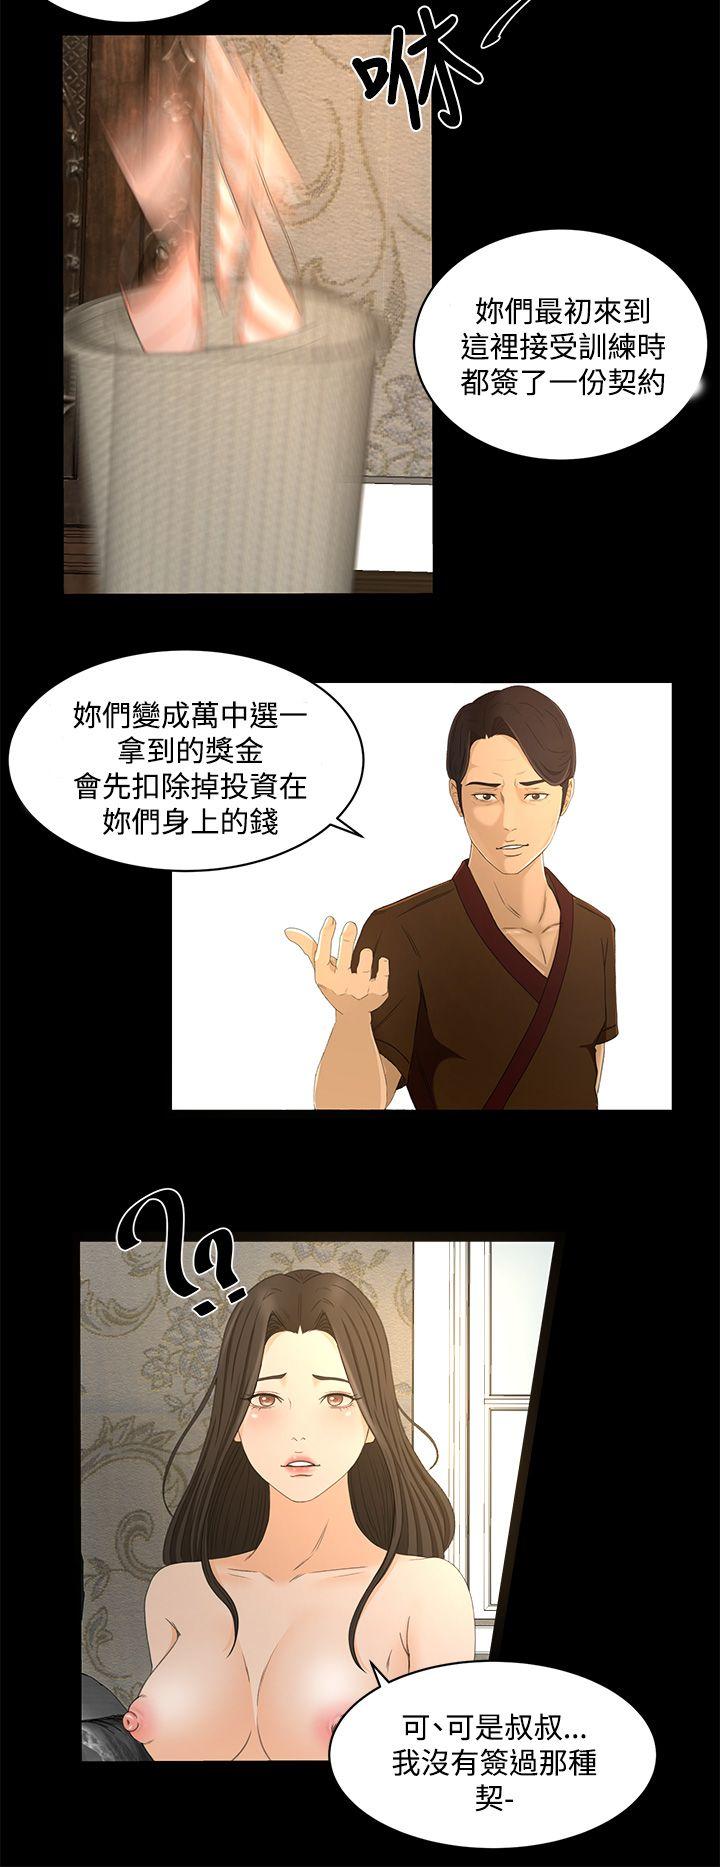 咻
妳們最初來到
這裡接受訓練時
都簽了一份契約
妳們變成萬中選一
拿到的獎金
會先扣除掉投資在
妳們身上的錢
??
可、可是叔叔...
我沒有簽過那種
契-